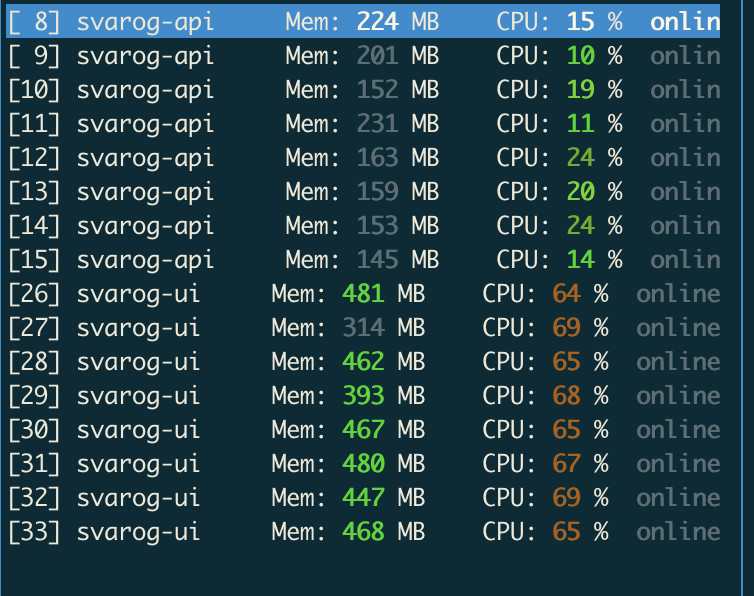 [ 8] svarog-api Mem: 224 MB CPU: 15 % online
[ 9] svarog-api Mem: 201 MB CPU: 10 % onlin
[10] svarog-api Mem: 152 MB CPU: 19 % onlin
[11] svarog-api Mem: 231 MB CPU: 11 % onlin
[12] svarog-api Mem: 163 MB CPU: 24 % onlin
[13] svarog-api Mem: 159 MB CPU: 20 % onlin
[14] svarog-api Mem: 153 MB CPU: 24 % onlin
[15] svarog-api Mem: 145 MB CPU: 14 % onlin
[26] svarog-ui Mem: 481 MB CPU: 64 % online
[27] svarog-ui Mem: 314 MB CPU: 69 % online
[28] svarog-ui Mem: 462 MB CPU: 65 % online
[29] svarog-ui Mem: 393 MB CPU: 68 % online
[30] svarog-ui Mem: 467 MB CPU: 65 % online
[31] svarog-ui Mem: 480 MB CPU: 67 % online
[32] svarog-ui Mem: 447 MB CPU: 69 % online
[33] svarog-ui Mem: 468 MB CPU: 65 % online